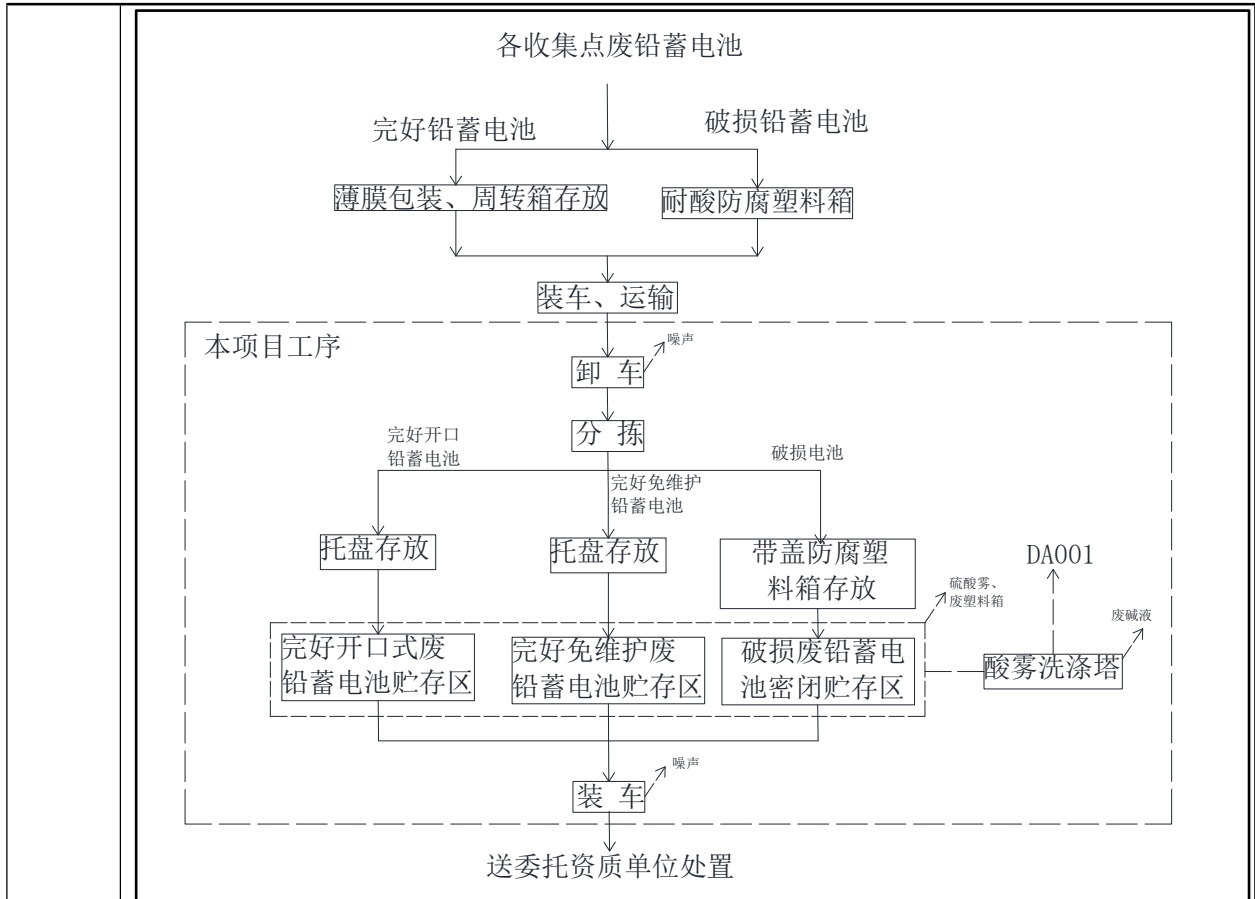 各收集点废铅蓄电池
完好铅蓄电池
破损铅蓄电池
薄膜包装、周转箱存放
耐酸防腐塑料箱
装车、运输
本项目工序
噪声
卸 车
分 拣
完好开口
铅蓄电池
破损电池
完好免维护
铅蓄电池
托盘存放
托盘存放
带盖防腐塑
料箱存放
DA001
硫酸雾、
废塑料箱
废碱液
完好开口式废
铅蓄电池贮存区
完好免维护废
铅蓄电池贮存区
破损废铅蓄电
池密闭贮存区
酸雾洗涤塔
噪声
装 车
送委托资质单位处置